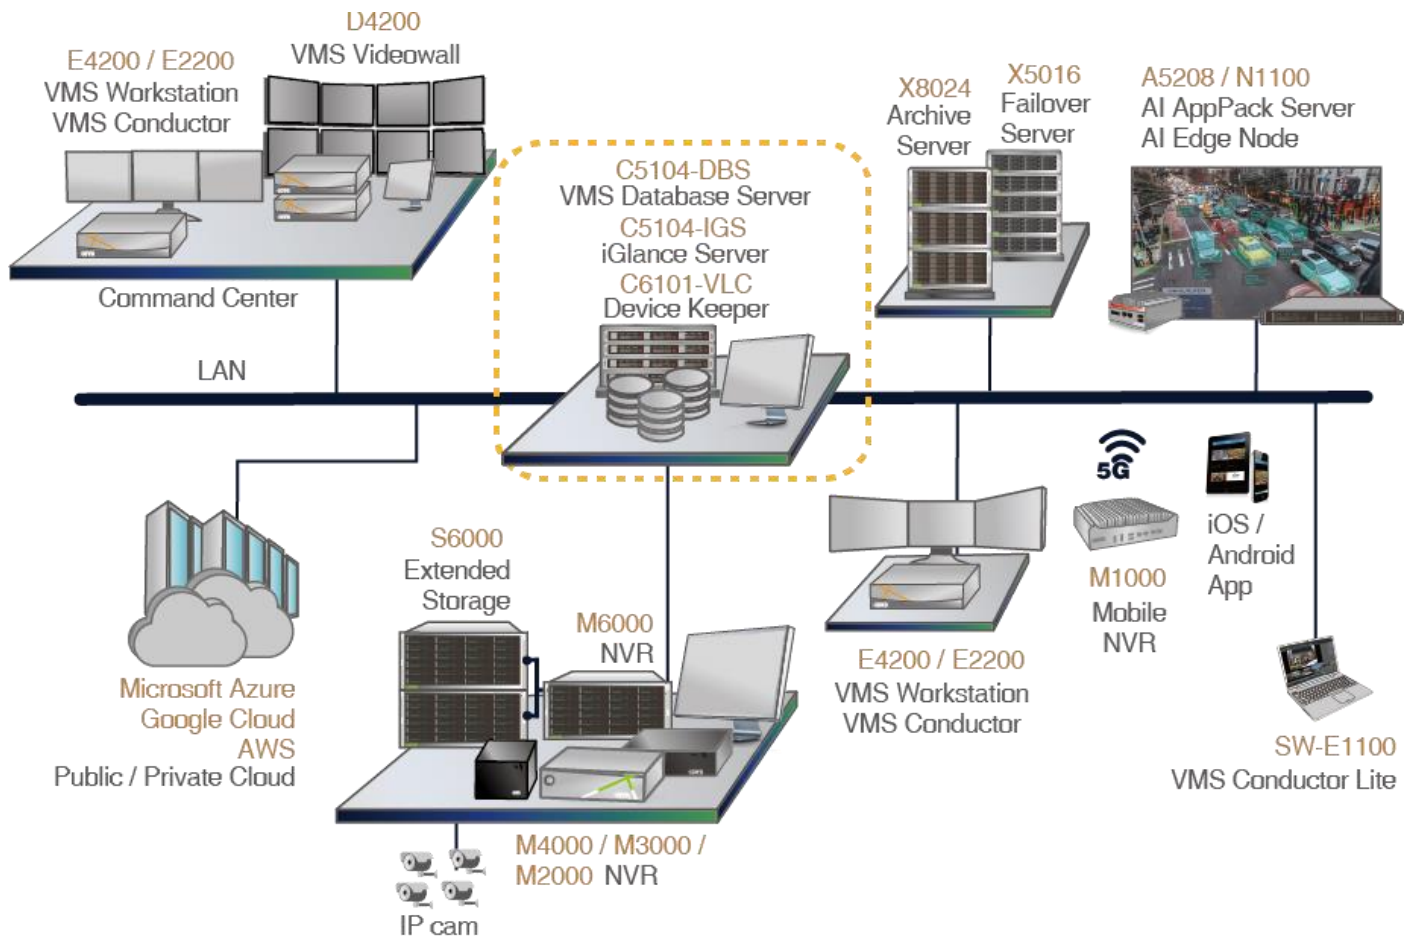 D4200
VMS Videowall
E4200 / E2200
VMS Workstation
VMS Conductor
Command Center
C5104-DBS
VMS Database Server
C5104-IGS
iGlance Server
C6101-VLC
Device Keeper
X8024
Archive
Server
X5016
Failover
Server
A5208 / N1100
AI AppPack Server
AI Edge Node
LAN
Microsoft Azure
Google Cloud
AWS
Public / Private Cloud
S6000
Extended
Storage
M6000
NVR
M4000 / M3000 /
M2000 NVR
IP cam
E4200 / E2200
VMS Workstation
VMS Conductor
5G
M1000
Mobile
NVR
iOS /
Android
App
SW-E1100
VMS Conductor Lite